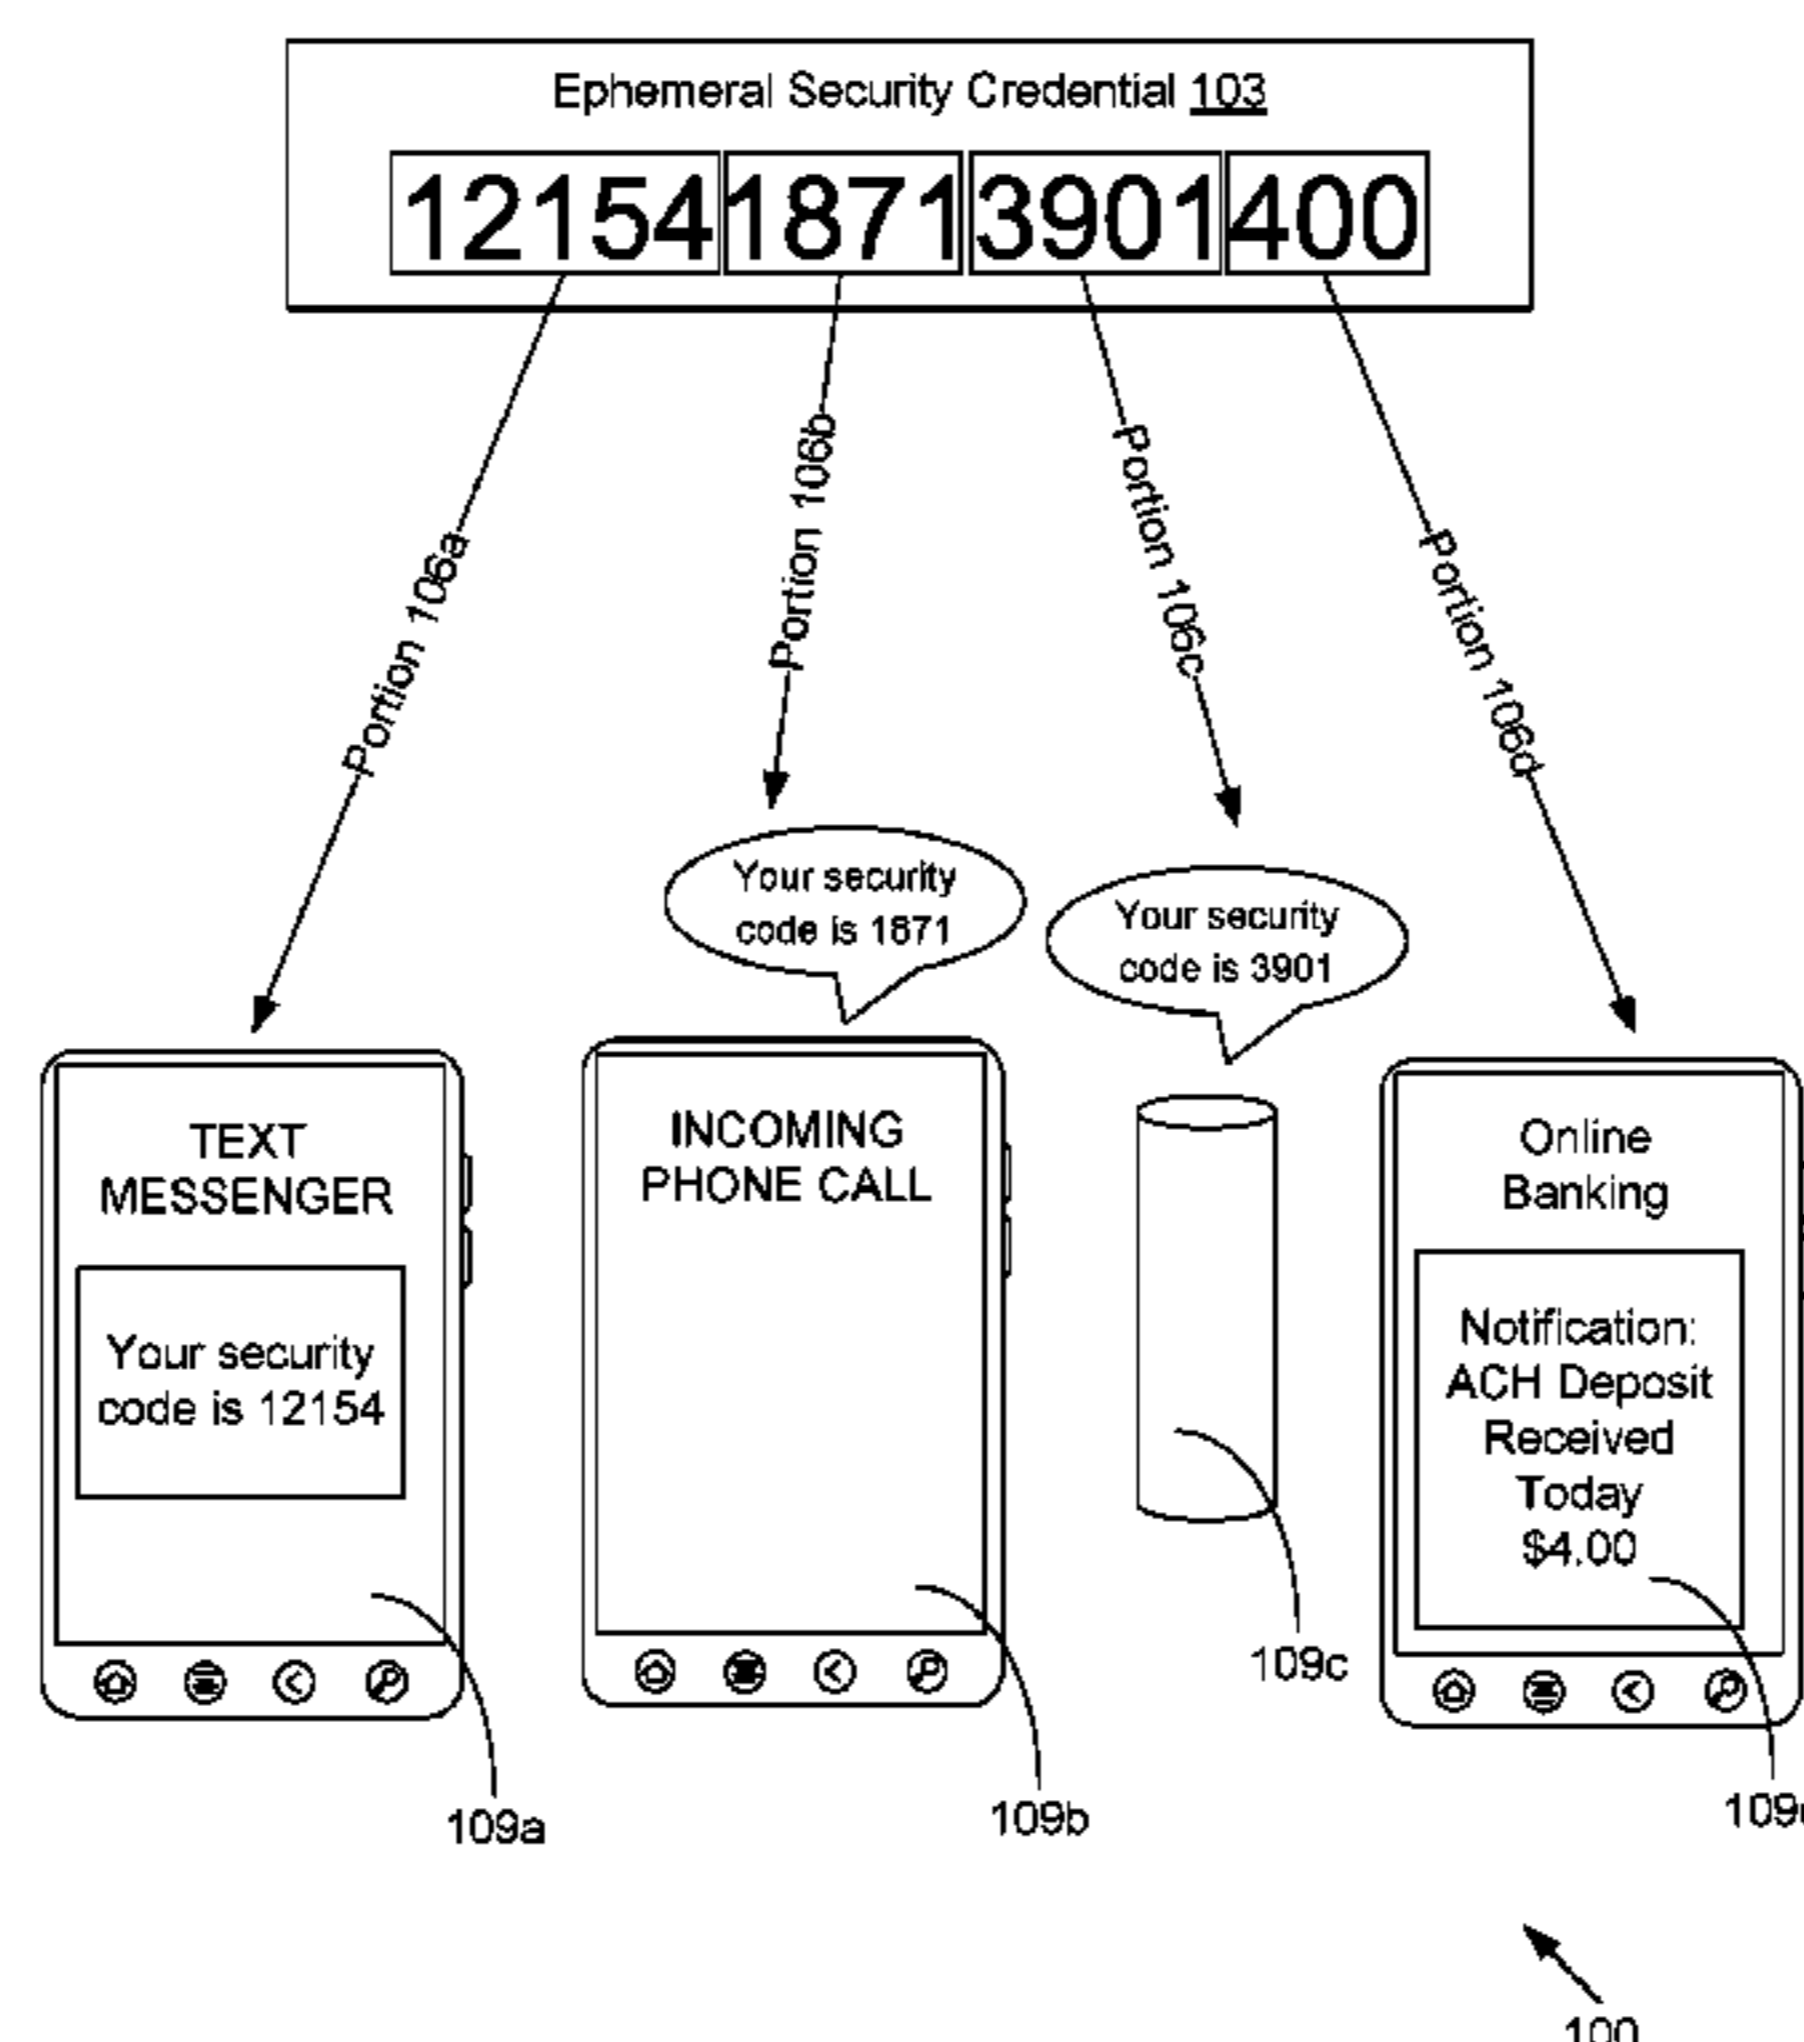 Ephemeral Security Credential 103
12154 1871 3901 400
Portion 106a
Portion 106b
Portion 106c
Portion 106d
Your security
code is 1871
Your security
code is 3901
TEXT
MESSENGER
Your security
code is 12154
INCOMING
PHONE CALL
Online
Banking
Notification:
ACH Deposit
Received
Today
$4.00
109a
109b
109c
100